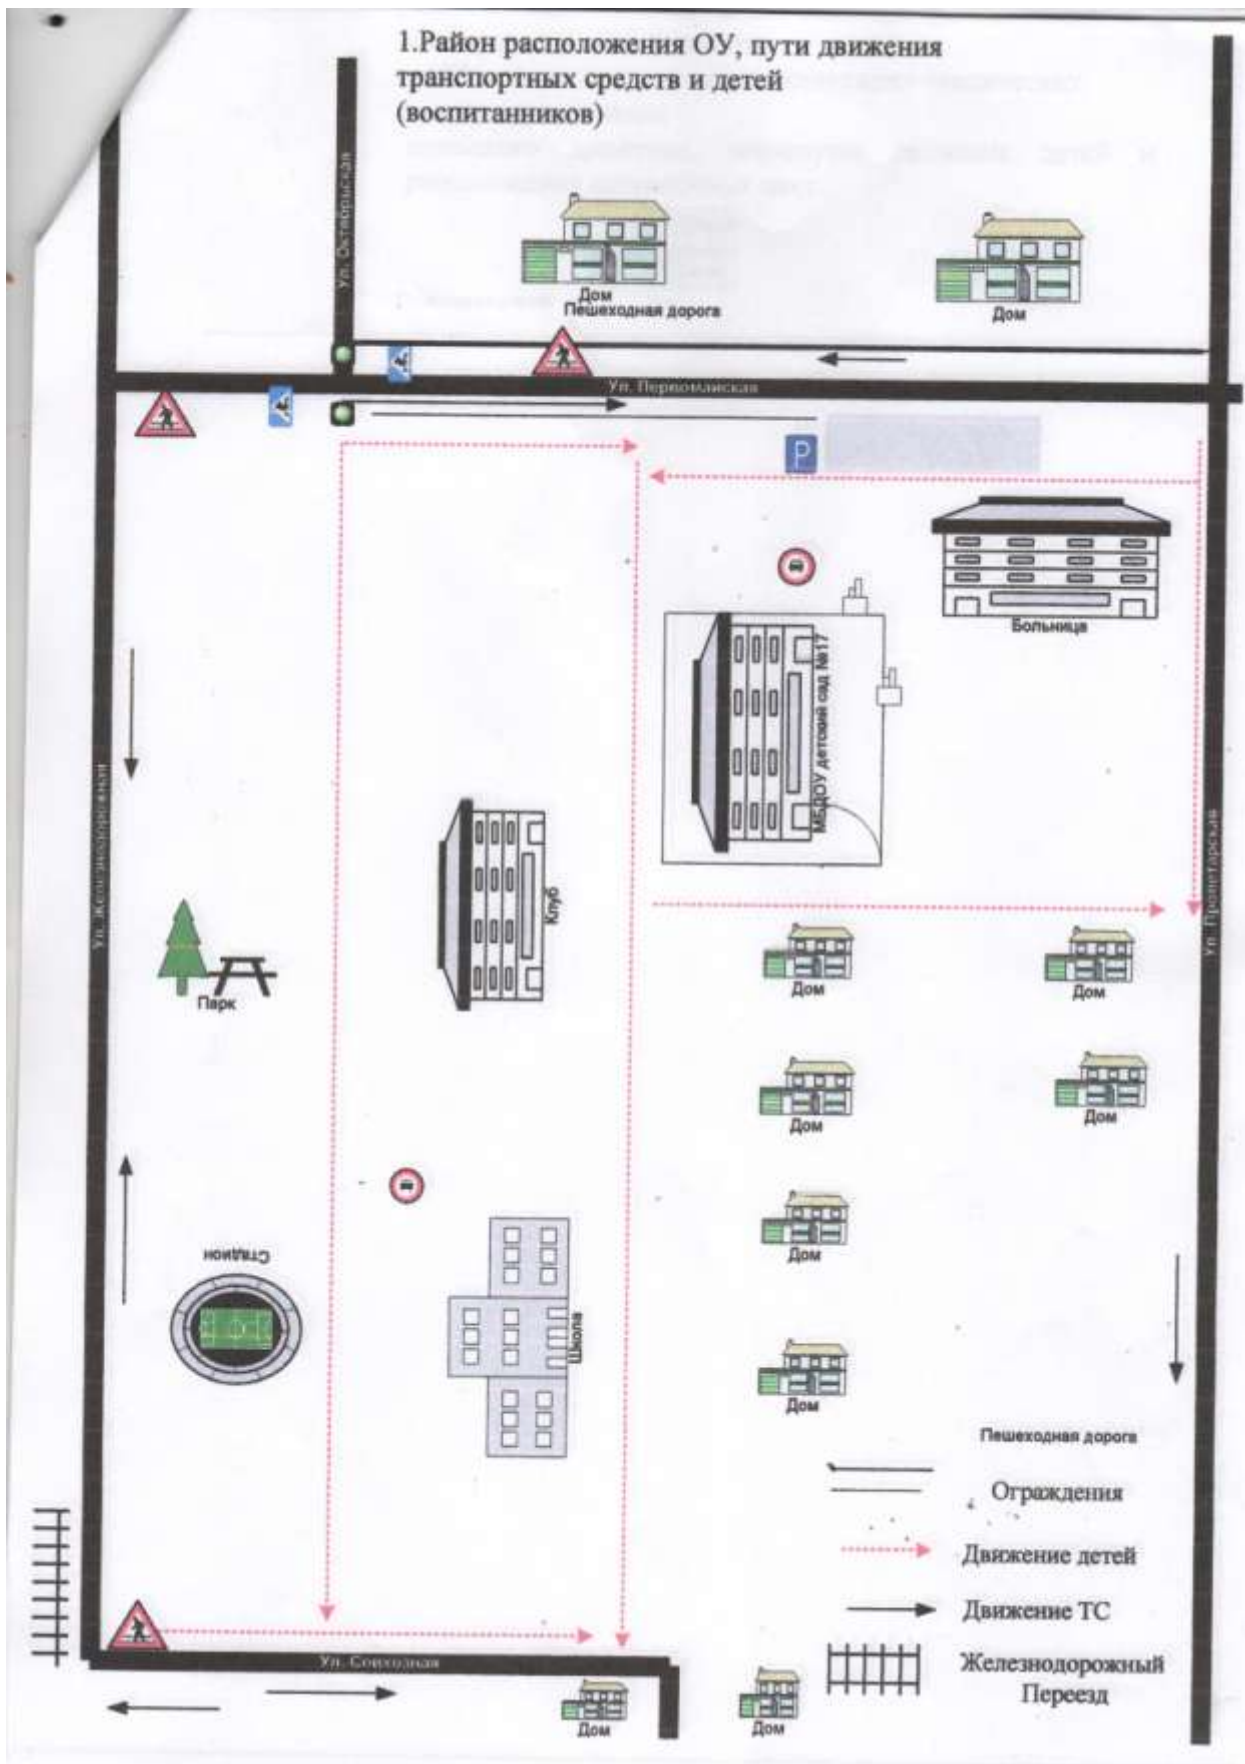 1.Район расположения ОУ, пути движения
транспортных средств и детей
(воспитанников)
Ул. Октябрьская
Дом
Пешеходная дорога
Дом
Ул. Первомайская
P
Больница
МБДОУ детский сад №17
Ул. Железнодорожная
Ул. Пролетарская
Клуб
Парк
Дом
Дом
Дом
Дом
Дом
Стадион
Школа
Дом
Пешеходная дорога
Ограждения
Движение детей
Движение ТС
Железнодорожный
Переезд
Ул. Совхозная
Дом
Дом